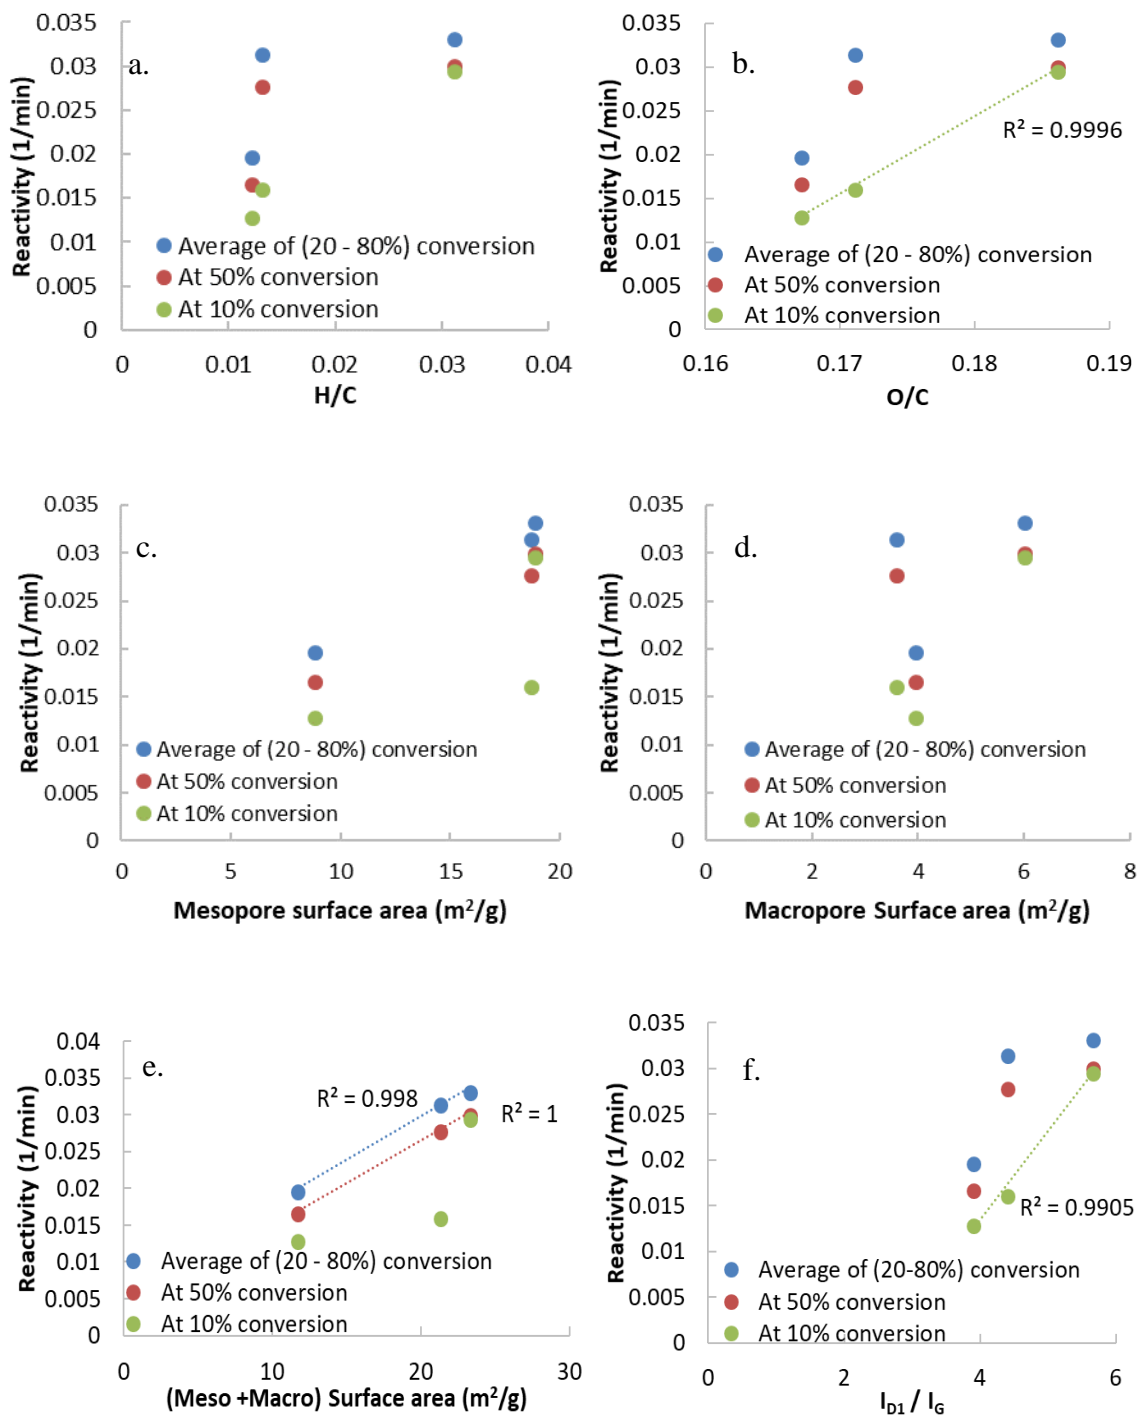 a.
Reactivity (1/min)
0.035
0.03
0.025
0.02
0.015
0.01
0.005
0
Average of (20 - 80%) conversion
At 50% conversion
At 10% conversion
0 0.01 0.02 0.03 0.04
H/C
b.
Reactivity (1/min)
0.035
0.03
0.025
0.02
0.015
0.01
0.005
0
R² = 0.9996
Average of (20 - 80%) conversion
At 50% conversion
At 10% conversion
0.16 0.17 0.18 0.19
O/C
c.
Reactivity (1/min)
0.035
0.03
0.025
0.02
0.015
0.01
0.005
0
Average of (20 - 80%) conversion
At 50% conversion
At 10% conversion
0 5 10 15 20
Mesopore surface area (m²/g)
d.
Reactivity (1/min)
0.035
0.03
0.025
0.02
0.015
0.01
0.005
0
Average of (20 - 80%) conversion
At 50% conversion
At 10% conversion
0 2 4 6 8
Macropore Surface area (m²/g)
e.
Reactivity (1/min)
0.04
0.035
0.03
0.025
0.02
0.015
0.01
0.005
0
R² = 0.998
R² = 1
Average of (20 - 80%) conversion
At 50% conversion
At 10% conversion
0 10 20 30
(Meso +Macro) Surface area (m²/g)
f.
Reactivity (1/min)
0.035
0.03
0.025
0.02
0.015
0.01
0.005
0
R² = 0.9905
Average of (20-80%) conversion
At 50% conversion
At 10% conversion
0 2 4 6
I_D1 / I_G